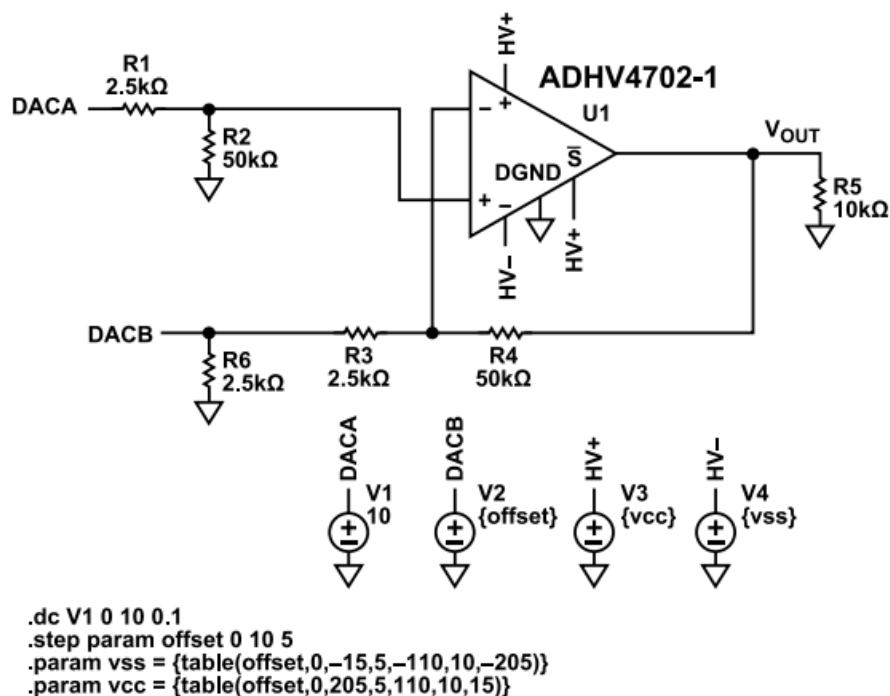 HV+
ADHV4702-1
U1
R1
2.5kΩ
DACA
R2
50kΩ
DGND
S̅
VOUT
R5
10kΩ
HV–
HV+
DACB
R6
2.5kΩ
R3
2.5kΩ
R4
50kΩ
DACA
V1
10
DACB
V2
{offset}
HV+
V3
{vcc}
HV–
V4
{vss}
.dc V1 0 10 0.1
.step param offset 0 10 5
.param vss = {table(offset,0,–15,5,–110,10,–205)}
.param vcc = {table(offset,0,205,5,110,10,15)}